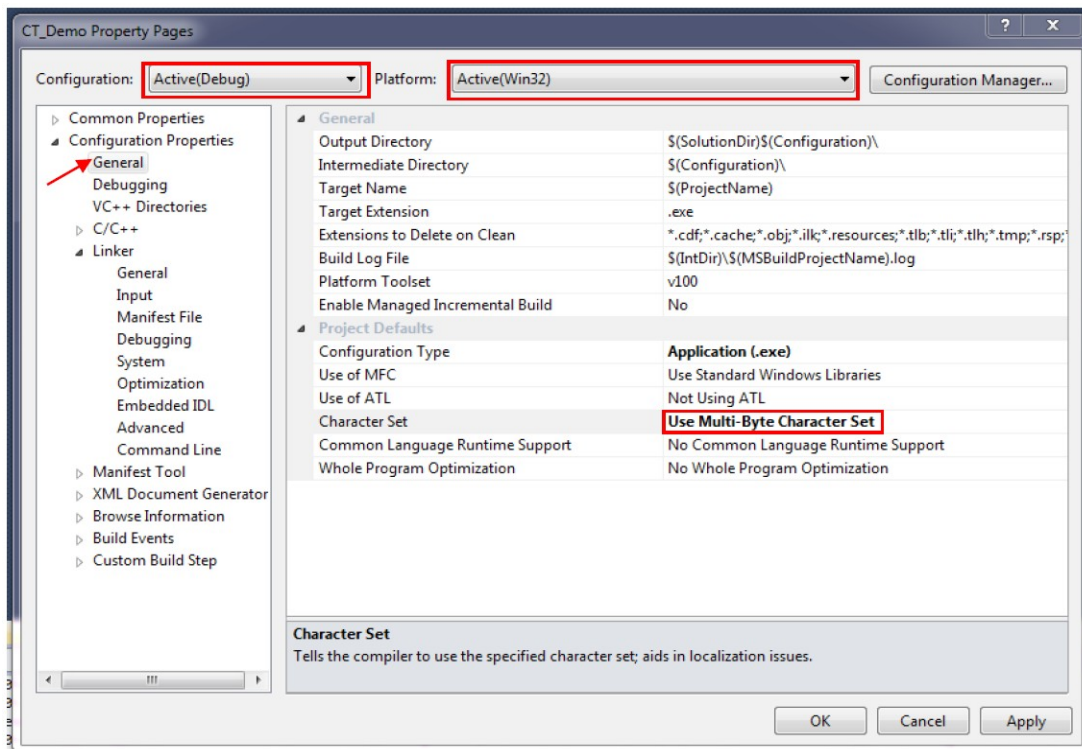 CT_Demo Property Pages
? X
Configuration: Active(Debug) Platform: Active(Win32) Configuration Manager...
Common Properties
Configuration Properties
General
Debugging
VC++ Directories
C/C++
Linker
General
Input
Manifest File
Debugging
System
Optimization
Embedded IDL
Advanced
Command Line
Manifest Tool
XML Document Generator
Browse Information
Build Events
Custom Build Step
General
Output Directory $(SolutionDir)$(Configuration)\
Intermediate Directory $(Configuration)\
Target Name $(ProjectName)
Target Extension .exe
Extensions to Delete on Clean *.cdf;*.cache;*.obj;*.ilk;*.resources;*.tlb;*.tli;*.tlh;*.tmp;*.rsp;
Build Log File $(IntDir)\$(MSBuildProjectName).log
Platform Toolset v100
Enable Managed Incremental Build No
Project Defaults
Configuration Type Application (.exe)
Use of MFC Use Standard Windows Libraries
Use of ATL Not Using ATL
Character Set Use Multi-Byte Character Set
Common Language Runtime Support No Common Language Runtime Support
Whole Program Optimization No Whole Program Optimization
Character Set
Tells the compiler to use the specified character set; aids in localization issues.
OK Cancel Apply